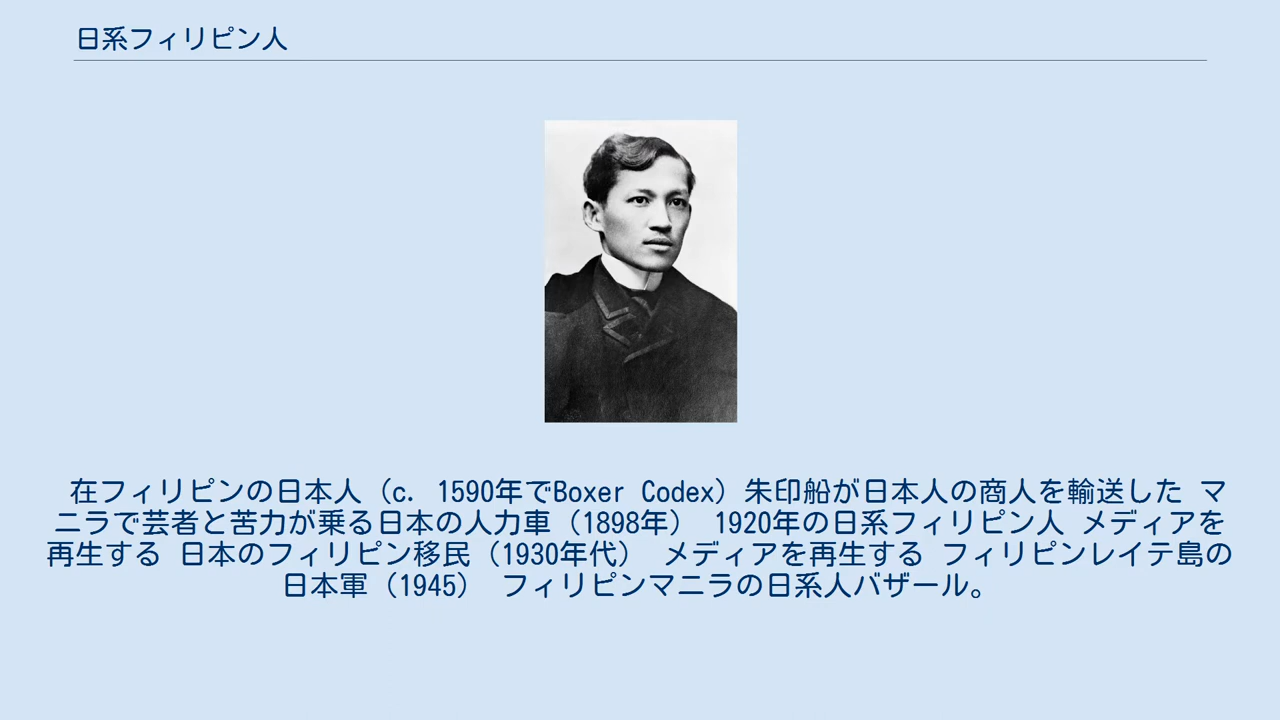 日系フィリピン人
在フィリピンの日本人（c. 1590年でBoxer Codex）朱印船が日本人の商人を輸送した マ
ニラで芸者と苦力が乗る日本の人力車（1898年） 1920年の日系フィリピン人 メディアを
再生する 日本のフィリピン移民（1930年代） メディアを再生する フィリピンレイテ島の
日本軍（1945） フィリピンマニラの日系人バザール。